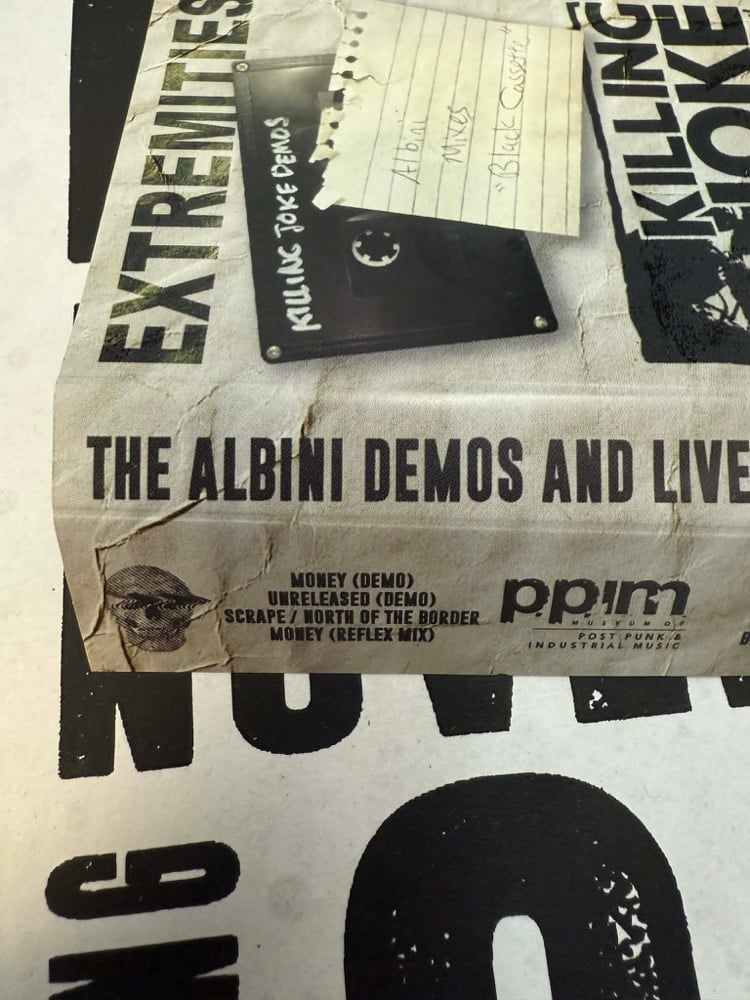 EXTREMITIES
KILLING JOKE DEMOS
Albini
Mixes
"Black Cassette"
KILLING
JOKE
THE ALBINI DEMOS AND LIVE
MONEY (DEMO)
UNRELEASED (DEMO)
SCRAPE / NORTH OF THE BORDER
MONEY (REFLEX MIX)
p.p.i.m
MUSEUM OF
POST PUNK &
INDUSTRIAL MUSIC